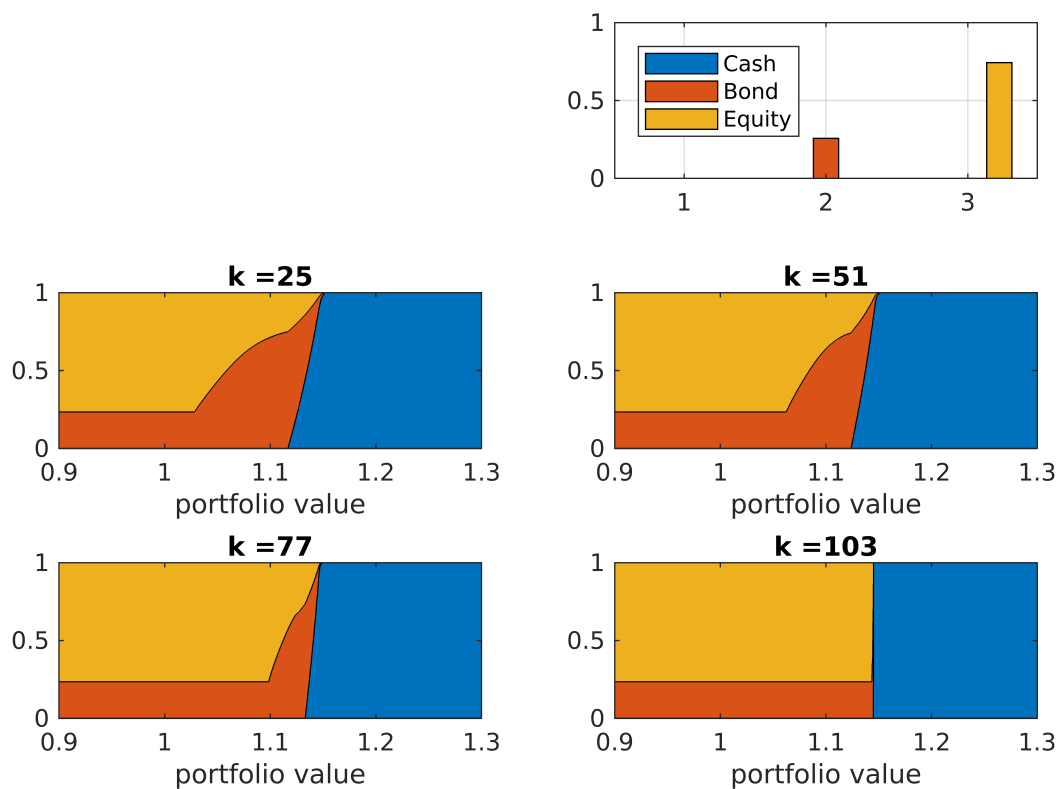 1
0.5
0
Cash
Bond
Equity
1 2 3
k =25
1
0.5
0
0.9 1 1.1 1.2 1.3
portfolio value
k =51
1
0.5
0
0.9 1 1.1 1.2 1.3
portfolio value
k =77
1
0.5
0
0.9 1 1.1 1.2 1.3
portfolio value
k =103
1
0.5
0
0.9 1 1.1 1.2 1.3
portfolio value